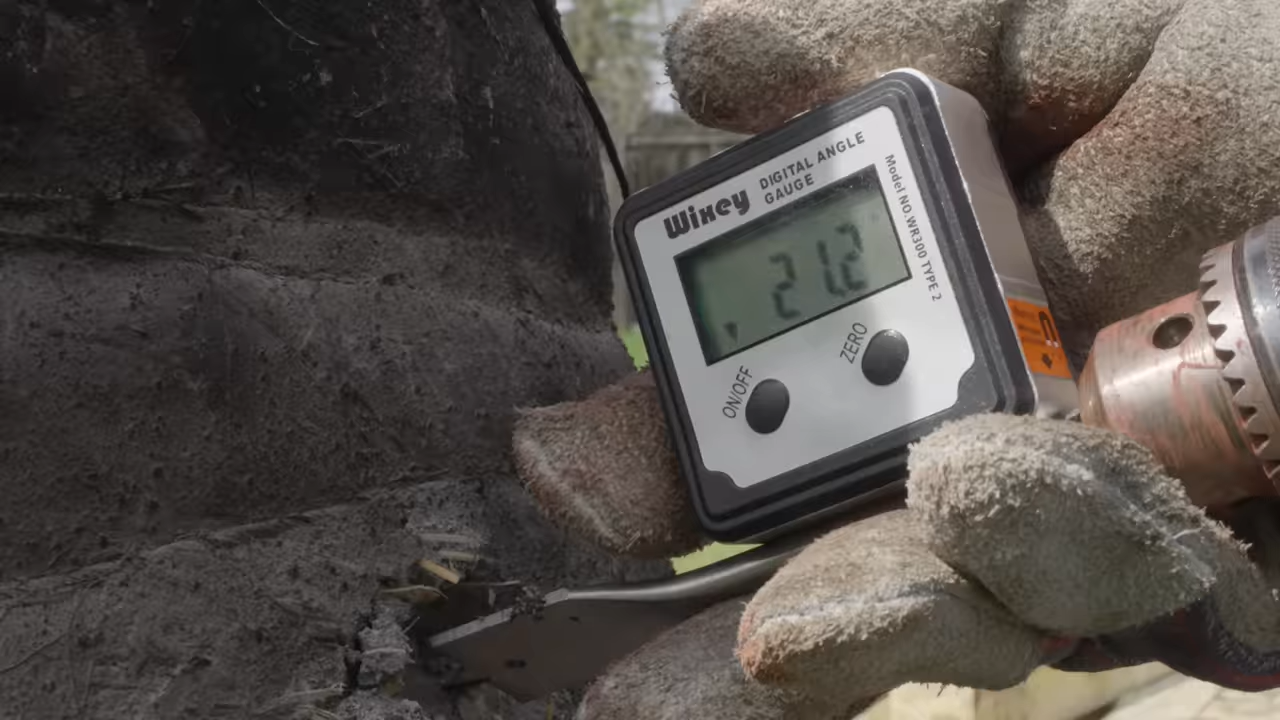 Wixey
DIGITAL ANGLE
GAUGE
Model NO.WR300 TYPE 2
21.2
ZERO
ON/OFF